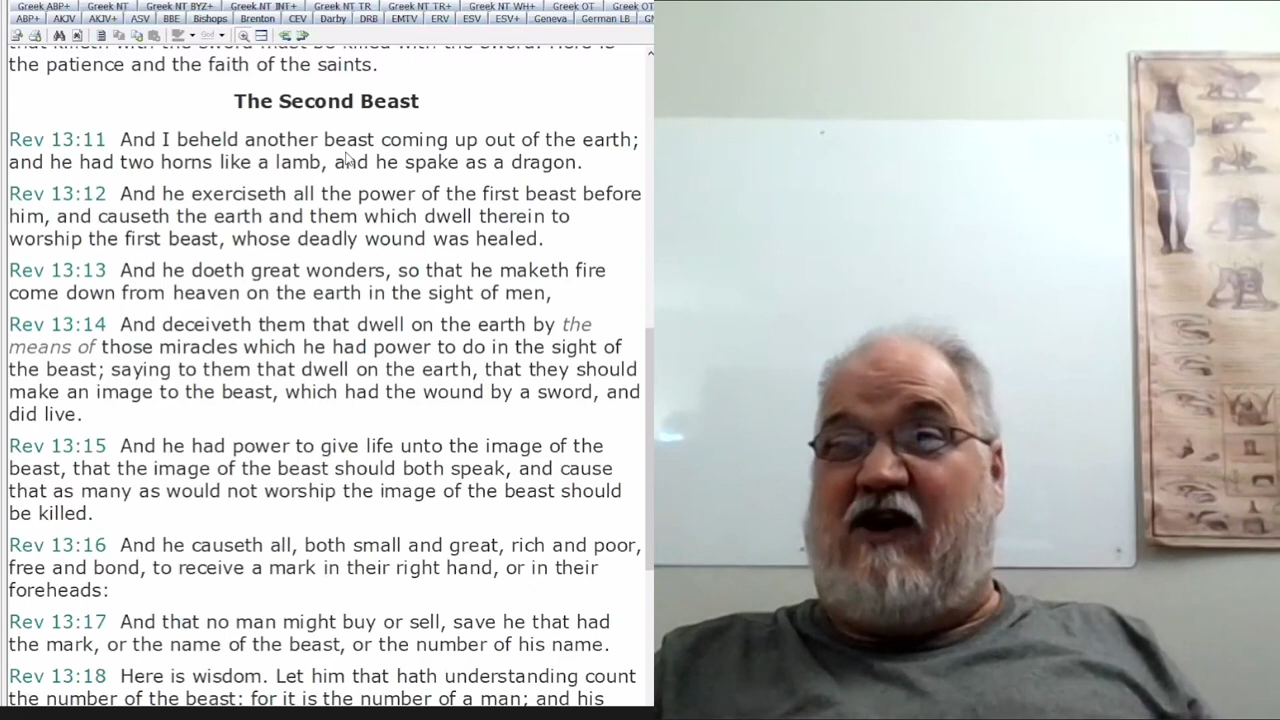 Greek ABP+ Greek NT Greek NT BYZ+ Greek NT INT+ Greek NT TR Greek NT TR+ Greek NT WH+ Greek OT Greek OT
ABP+ AKJV AKJV+ ASV BBE Bishops Brenton CEV Darby DRB EMTV ERV ESV ESV+ Geneva German LB
that killeth with the sword must be killed with the sword. Here is
the patience and the faith of the saints.
The Second Beast
Rev 13:11 And I beheld another beast coming up out of the earth;
and he had two horns like a lamb, and he spake as a dragon.
Rev 13:12 And he exerciseth all the power of the first beast before
him, and causeth the earth and them which dwell therein to
worship the first beast, whose deadly wound was healed.
Rev 13:13 And he doeth great wonders, so that he maketh fire
come down from heaven on the earth in the sight of men,
Rev 13:14 And deceiveth them that dwell on the earth by the
means of those miracles which he had power to do in the sight of
the beast; saying to them that dwell on the earth, that they should
make an image to the beast, which had the wound by a sword, and
did live.
Rev 13:15 And he had power to give life unto the image of the
beast, that the image of the beast should both speak, and cause
that as many as would not worship the image of the beast should
be killed.
Rev 13:16 And he causeth all, both small and great, rich and poor,
free and bond, to receive a mark in their right hand, or in their
foreheads:
Rev 13:17 And that no man might buy or sell, save he that had
the mark, or the name of the beast, or the number of his name.
Rev 13:18 Here is wisdom. Let him that hath understanding count
the number of the beast: for it is the number of a man; and his